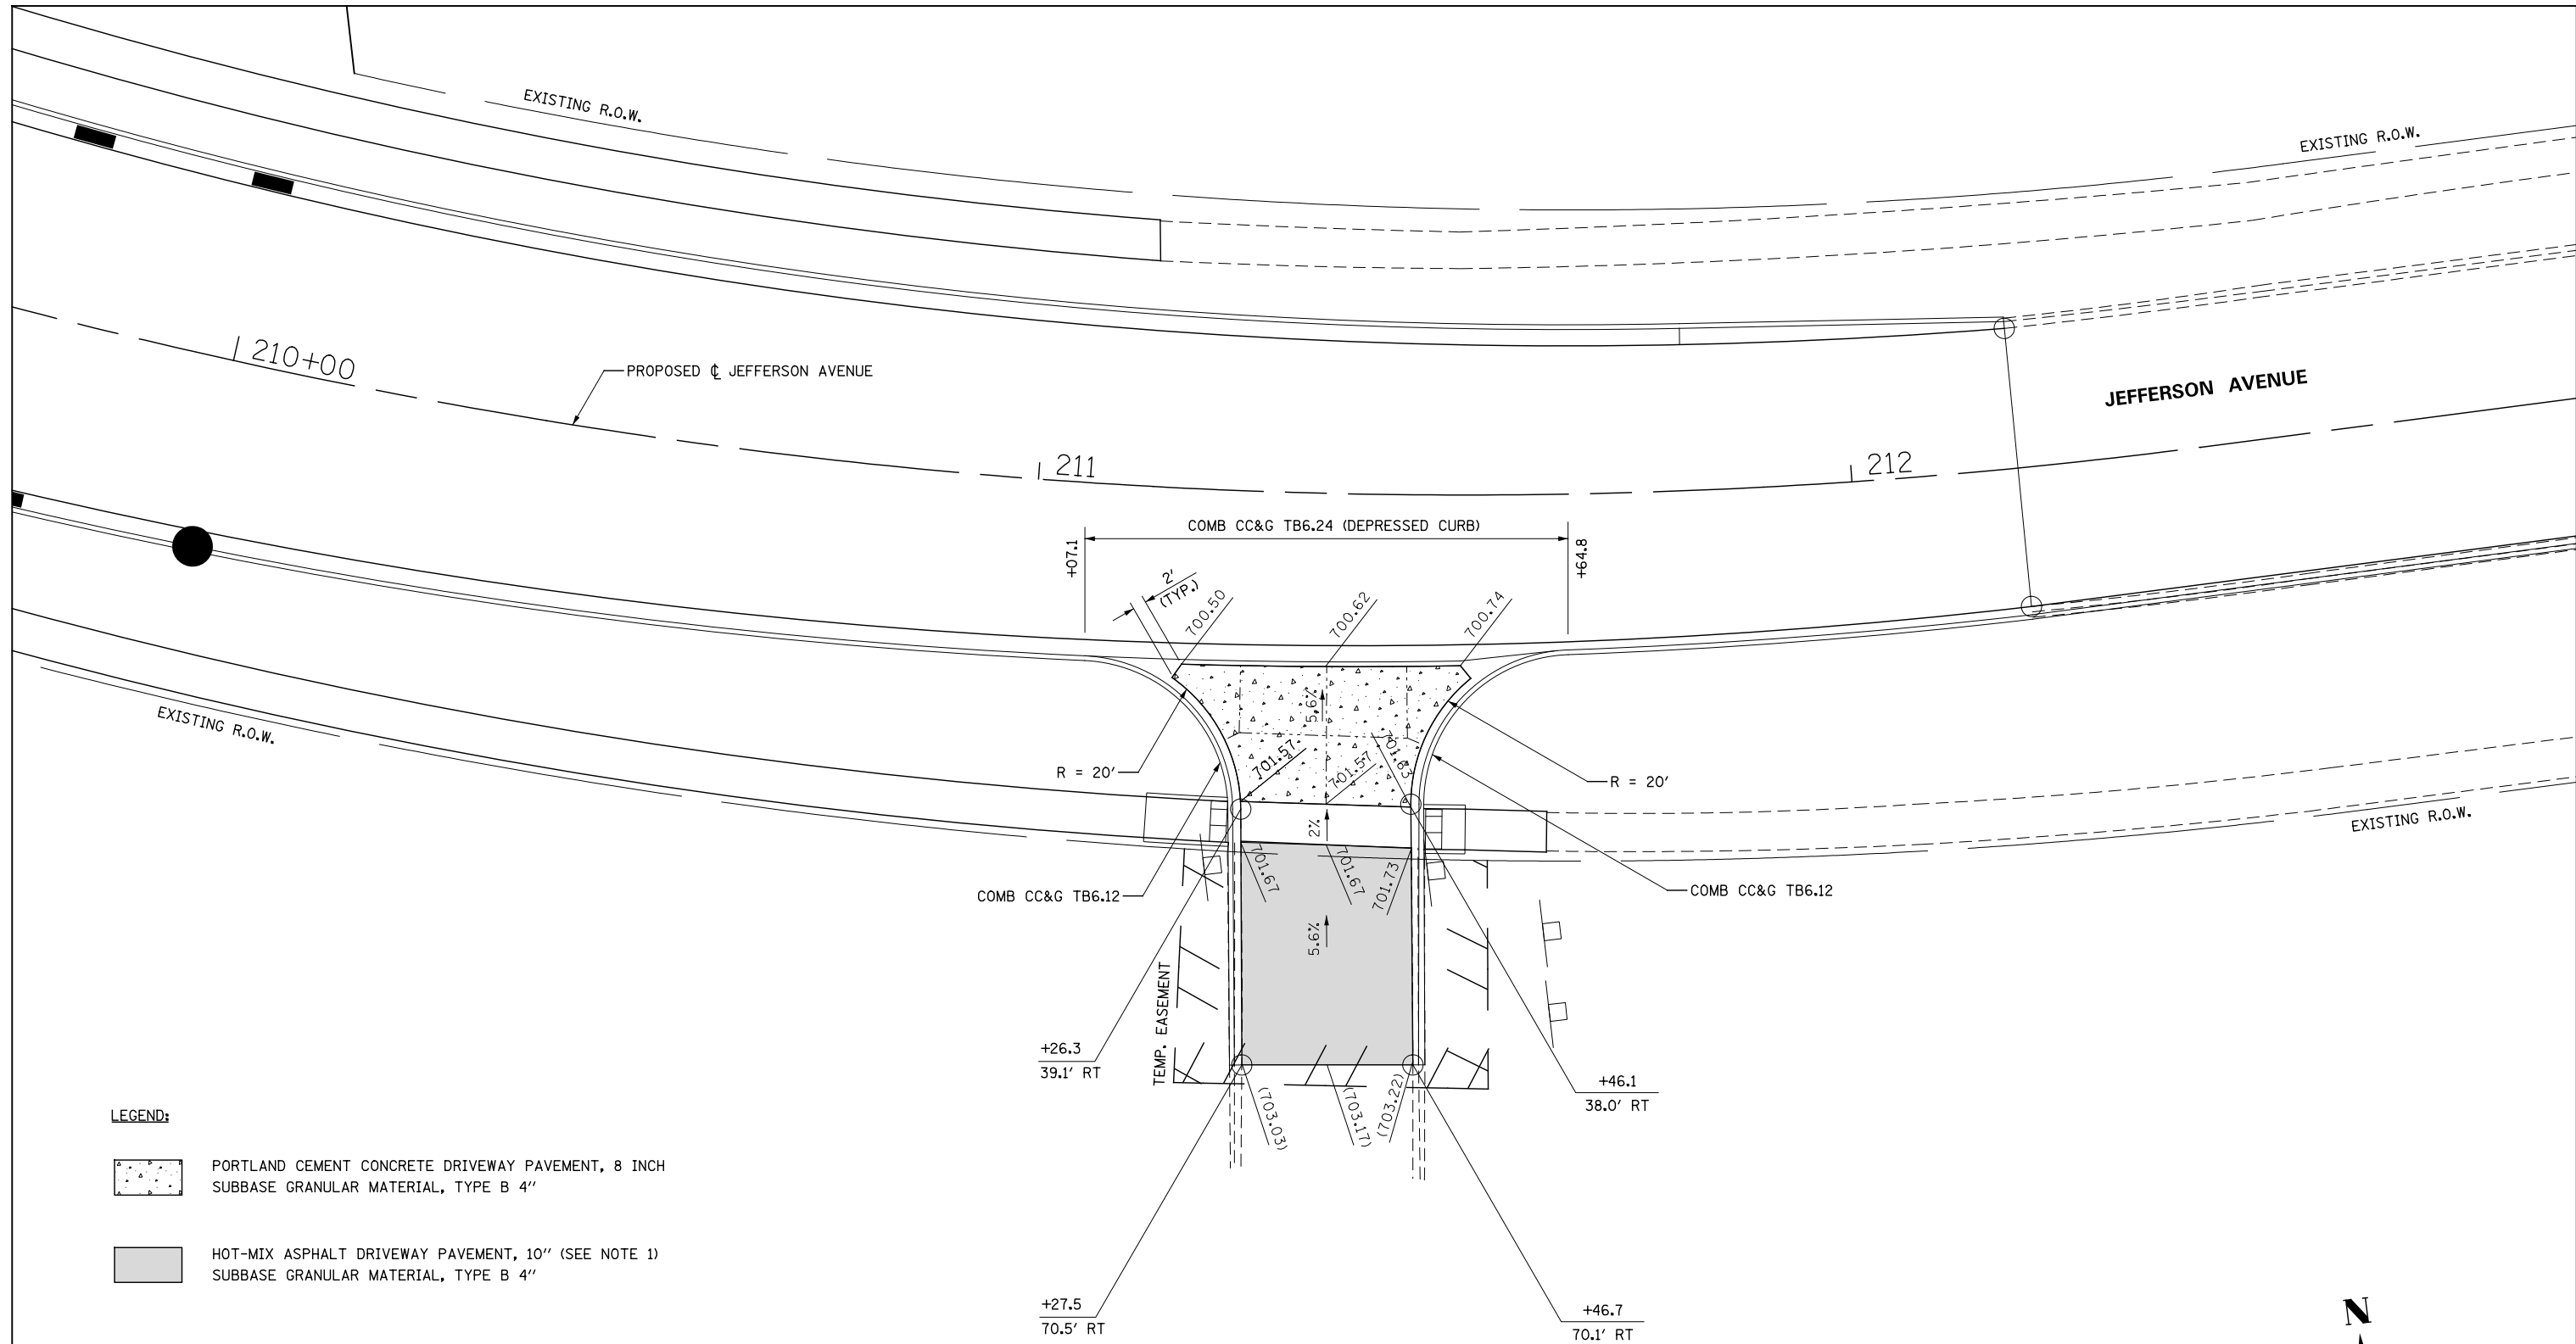 EXISTING R.O.W.
EXISTING R.O.W.
210+00
PROPOSED ℄ JEFFERSON AVENUE
JEFFERSON AVENUE
211
212
COMB CC&G TB6.24 (DEPRESSED CURB)
+07.1
+64.8
2'
(TYP.)
700.50
700.62
700.74
EXISTING R.O.W.
5.6%
R = 20'
701.57
701.57
701.63
R = 20'
2%
EXISTING R.O.W.
701.67
701.67
701.73
COMB CC&G TB6.12
COMB CC&G TB6.12
5.6%
TEMP. EASEMENT
+26.3
39.1' RT
+46.1
38.0' RT
(703.03)
(703.17)
(703.22)
LEGEND:
PORTLAND CEMENT CONCRETE DRIVEWAY PAVEMENT, 8 INCH
SUBBASE GRANULAR MATERIAL, TYPE B 4"
HOT-MIX ASPHALT DRIVEWAY PAVEMENT, 10" (SEE NOTE 1)
SUBBASE GRANULAR MATERIAL, TYPE B 4"
+27.5
70.5' RT
+46.7
70.1' RT
N